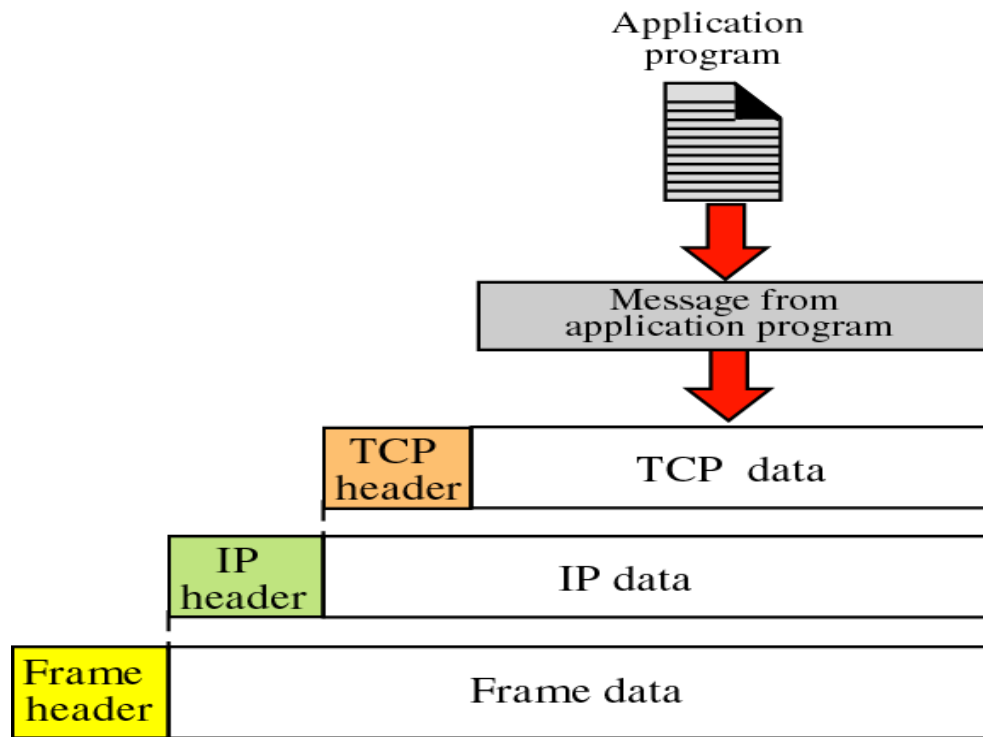 Application
program
Message from
application program
TCP
header
TCP data
IP
header
IP data
Frame
header
Frame data